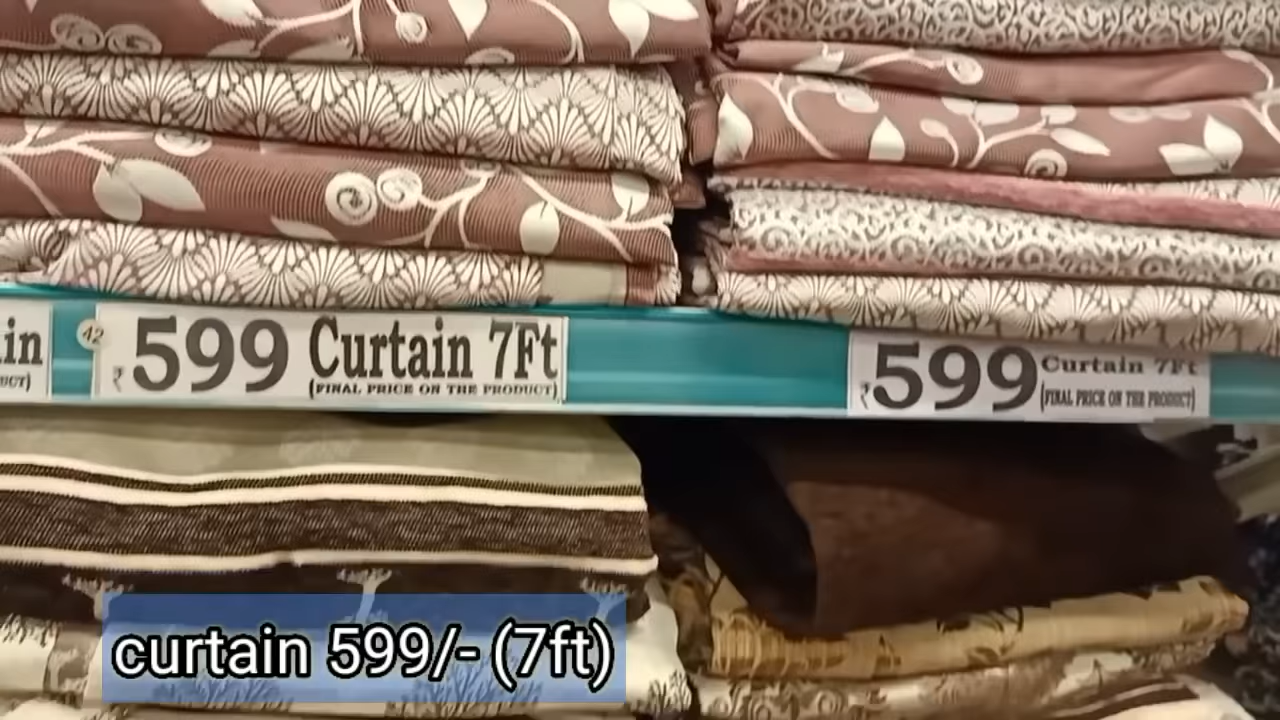 in
UCT)
42
₹ 599 Curtain 7Ft
(FINAL PRICE ON THE PRODUCT)
₹ 599 Curtain 7Ft
(FINAL PRICE ON THE PRODUCT)
curtain 599/- (7ft)